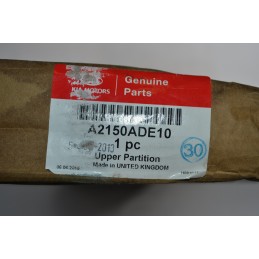 KIA MOTORS
Genuine
Parts
A2150ADE10
1 pc
Upper Partition
Made in UNITED KINGDOM
30